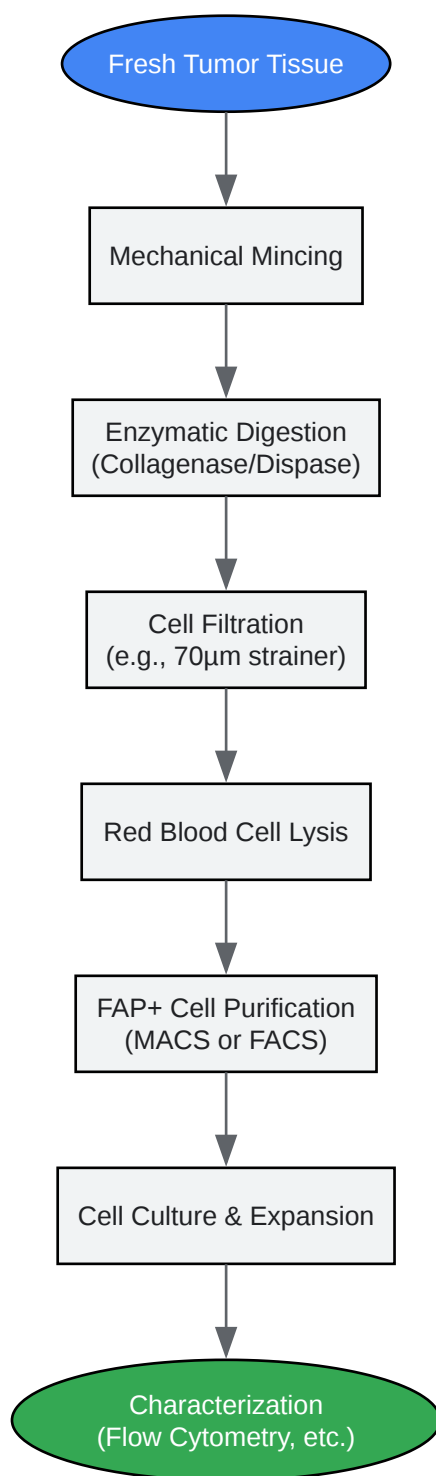 Fresh Tumor Tissue
Mechanical Mincing
Enzymatic Digestion
(Collagenase/Dispase)
Cell Filtration
(e.g., 70µm strainer)
Red Blood Cell Lysis
FAP+ Cell Purification
(MACS or FACS)
Cell Culture & Expansion
Characterization
(Flow Cytometry, etc.)